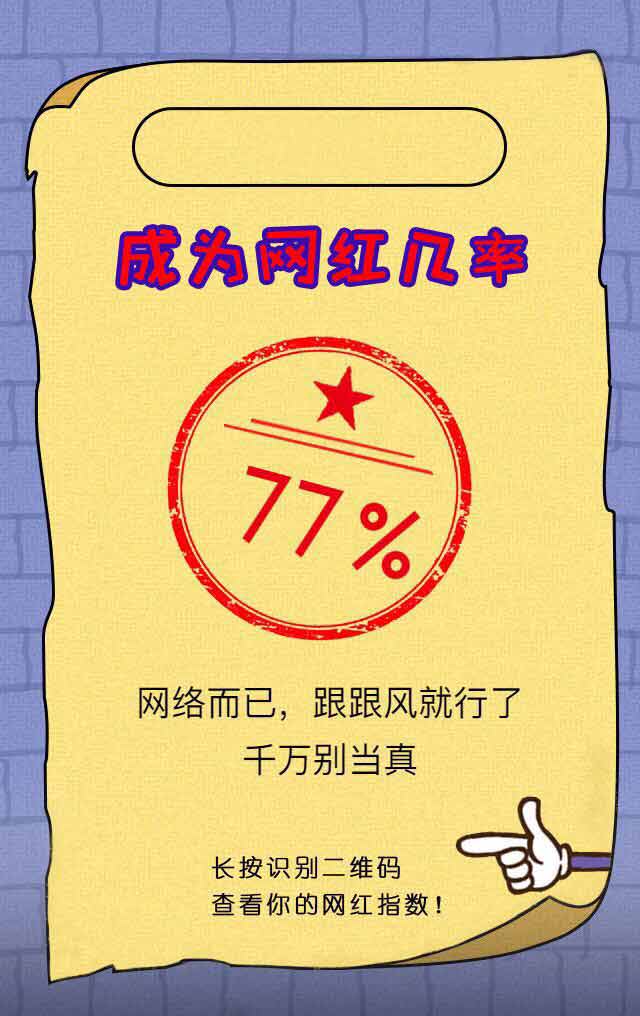 成为网红几率
77%
网络而已，跟跟风就行了
千万别当真
长按识别二维码
查看你的网红指数！